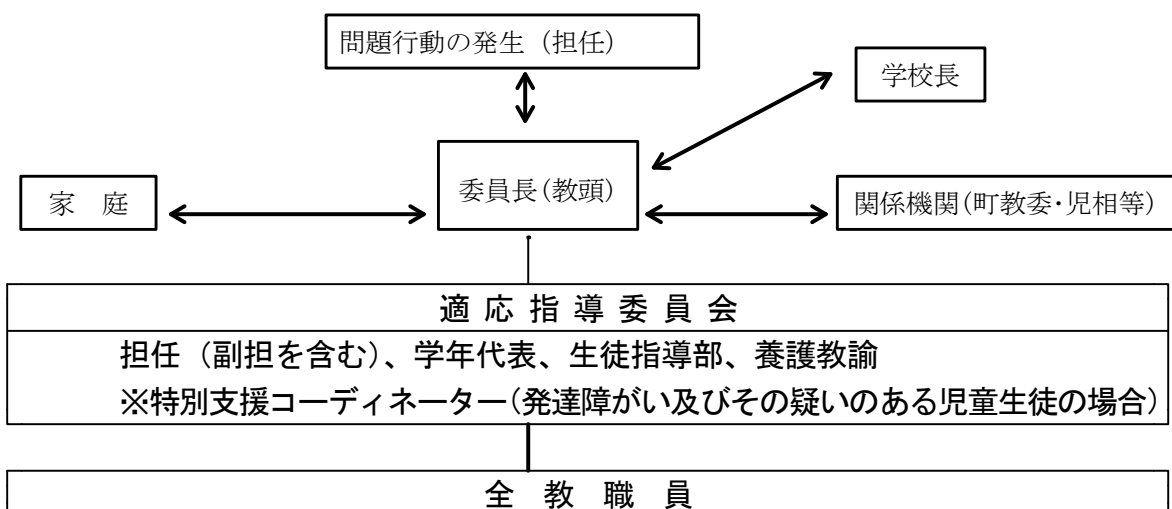 問題行動の発生（担任）
学校長
委員長（教頭）
家　庭
関係機関（町教委・児相等）
適 応 指 導 委 員 会
担任（副担を含む）、学年代表、生徒指導部、養護教諭
※特別支援コーディネーター（発達障がい及びその疑いのある児童生徒の場合）
全　教　職　員